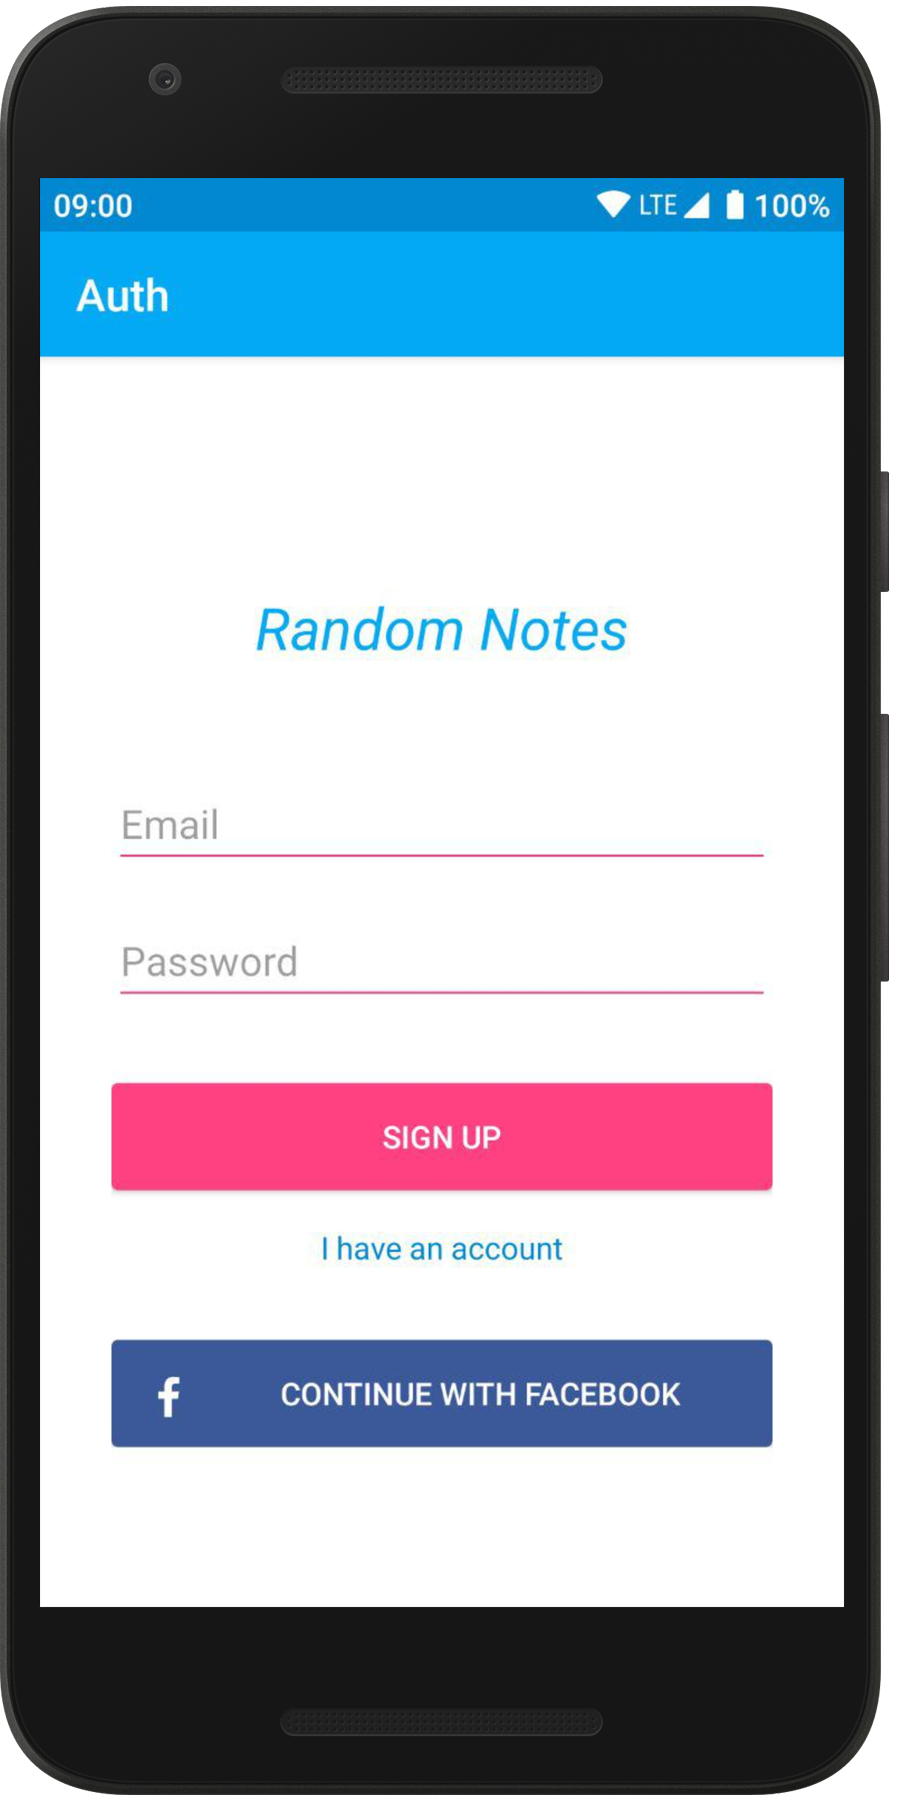 09:00 LTE 100%
Auth
Random Notes
Email
Password
SIGN UP
I have an account
f CONTINUE WITH FACEBOOK